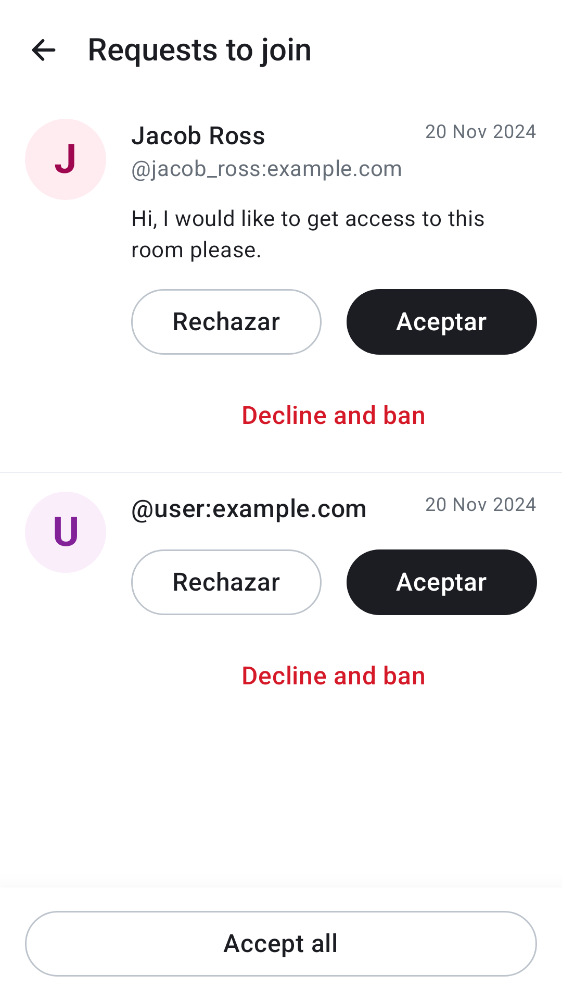 Requests to join
J
Jacob Ross
20 Nov 2024
@jacob_ross:example.com
Hi, I would like to get access to this
room please.
Rechazar
Aceptar
Decline and ban
U
@user:example.com
20 Nov 2024
Rechazar
Aceptar
Decline and ban
Accept all